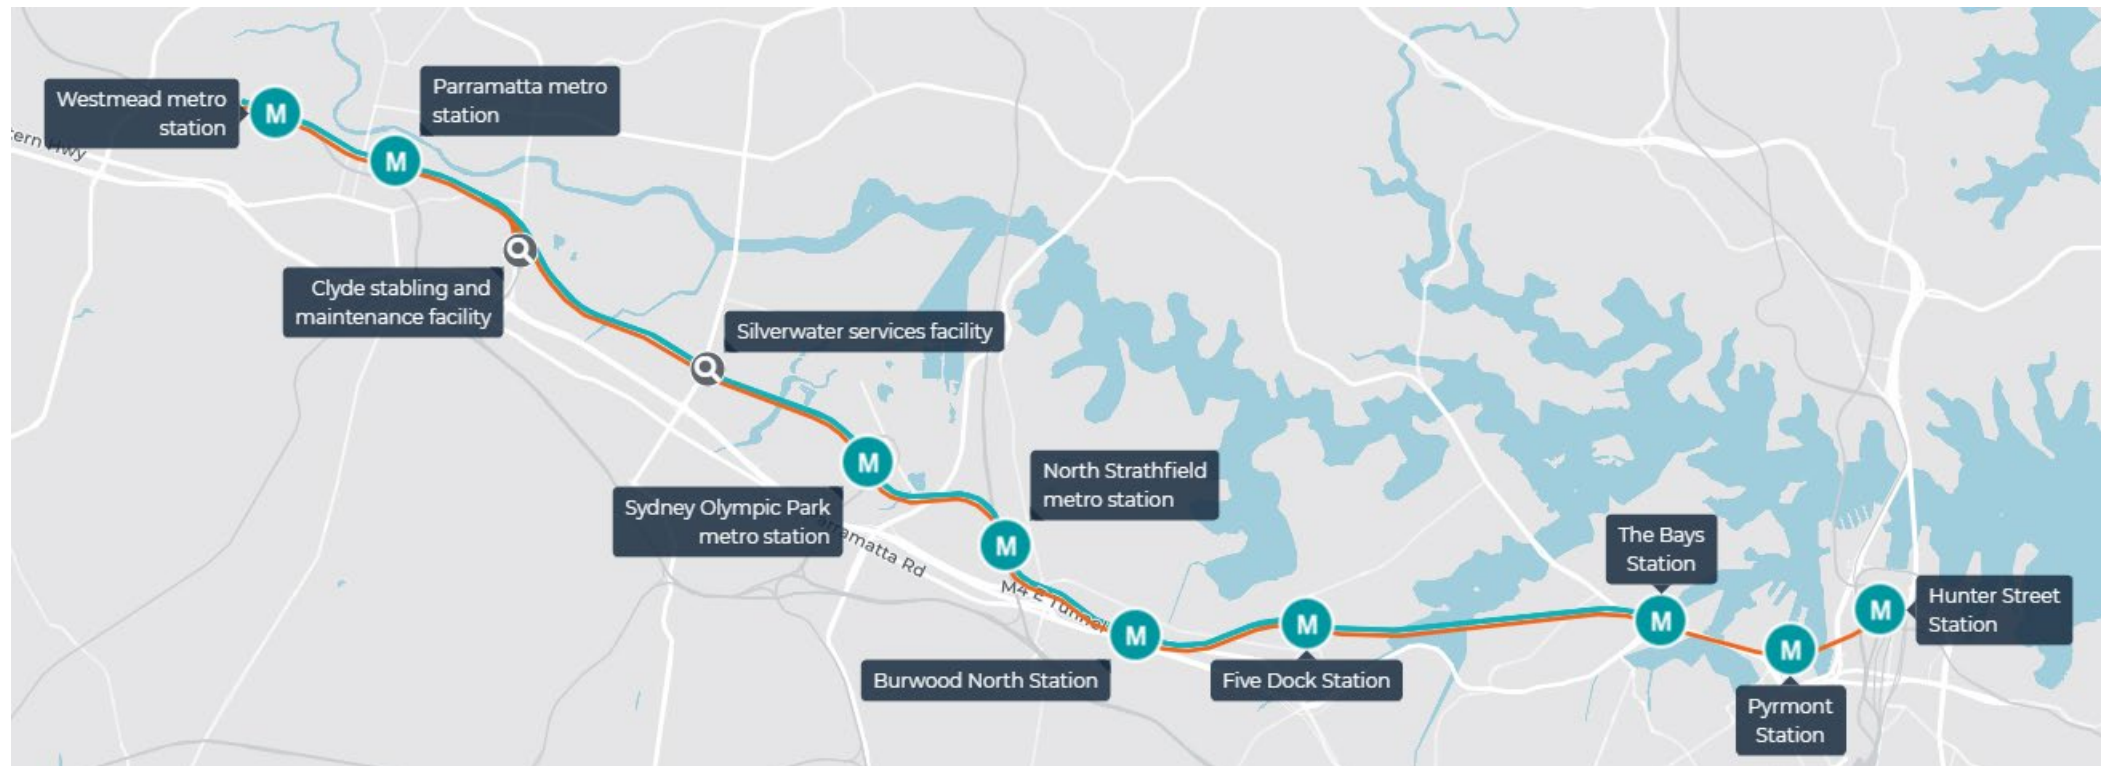 Westmead metro
station
M
Parramatta metro
station
M
Hwy
Clyde stabling and
maintenance facility
Silverwater services facility
M
Sydney Olympic Park
metro station
North Strathfield
metro station
M
Rd
M4 E Tunnel
M
Burwood North Station
M
Five Dock Station
The Bays
Station
M
M
Pyrmont
Station
M
Hunter Street
Station